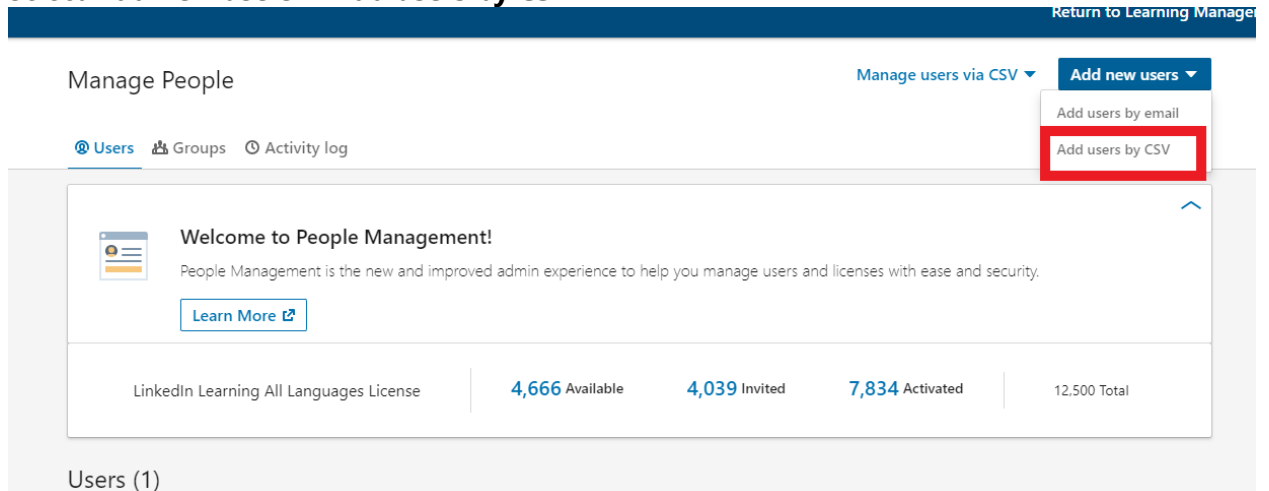 Return to Learning Manager
Manage People
Manage users via CSV
Add new users
Add users by email
Users
Groups
Activity log
Add users by CSV
Welcome to People Management!
People Management is the new and improved admin experience to help you manage users and licenses with ease and security.
Learn More
LinkedIn Learning All Languages License
4,666 Available
4,039 Invited
7,834 Activated
12,500 Total
Users (1)